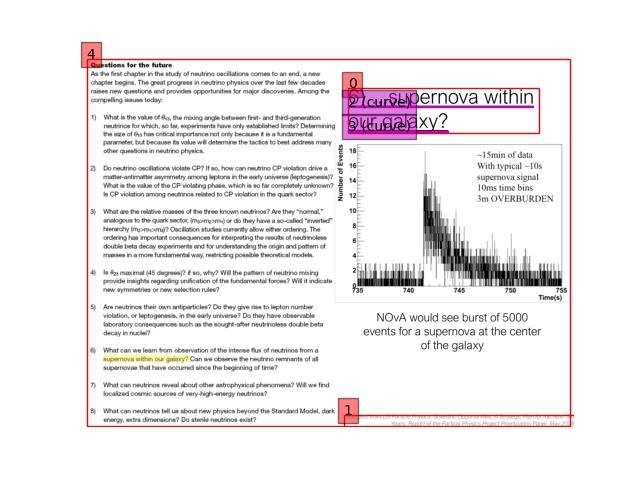 4
Questions for the future
As the first chapter in the study of neutrino oscillations comes to an end, a new
chapter begins. The great progress in neutrino physics over the last few decades
raises new questions and provides opportunities for major discoveries. Among the
compelling issues today:
1) What is the value of θ13, the mixing angle between first- and third-generation
neutrinos for which, so far, experiments have only established limits? Determining
the size of θ13 has critical importance not only because it is a fundamental
parameter, but because its value will determine the tactics to best address many
other questions in neutrino physics.
2) Do neutrino oscillations violate CP? If so, how can neutrino CP violation drive a
matter-antimatter asymmetry among leptons in the early universe (leptogenesis)?
What is the value of the CP violating phase, which is so far completely unknown?
Is CP violation among neutrinos related to CP violation in the quark sector?
3) What are the relative masses of the three known neutrinos? Are they “normal,”
analogous to the quark sector, (m3>m2>m1) or do they have a so-called “inverted”
hierarchy (m2>m1>m3)? Oscillation studies currently allow either ordering. The
ordering has important consequences for interpreting the results of neutrinoless
double beta decay experiments and for understanding the origin and pattern of
masses in a more fundamental way, restricting possible theoretical models.
4) Is θ23 maximal (45 degrees)? if so, why? Will the pattern of neutrino mixing
provide insights regarding unification of the fundamental forces? Will it indicate
new symmetries or new selection rules?
5) Are neutrinos their own antiparticles? Do they give rise to lepton number
violation, or leptogenesis, in the early universe? Do they have observable
laboratory consequences such as the sought-after neutrinoless double beta
decay in nuclei?
6) What can we learn from observation of the intense flux of neutrinos from a
supernova within our galaxy? Can we observe the neutrino remnants of all
supernovae that have occurred since the beginning of time?
7) What can neutrinos reveal about other astrophysical phenomena? Will we find
localized cosmic sources of very-high-energy neutrinos?
8) What can neutrinos tell us about new physics beyond the Standard Model, dark
energy, extra dimensions? Do sterile neutrinos exist?
0
2 (curve)
supernova within
3 (curve)
our galaxy?
Number of Events
18
16
14
12
10
8
6
4
2
0
735
740
745
750
755
Time(s)
~15min of data
With typical ~10s
supernova signal
10ms time bins
3m OVERBURDEN
NOvA would see burst of 5000
events for a supernova at the center
of the galaxy
1
from US Particle Physics: Scientific Opportunities, A Strategic Plan for the Next Ten
Years, Report of the Particle Physics Project Prioritization Panel, May 2008